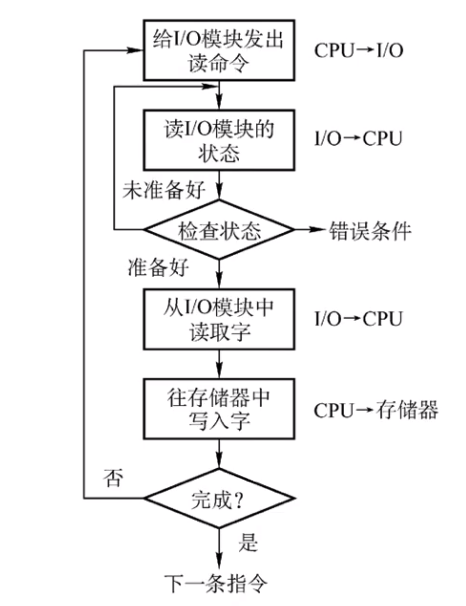 给I/O模块发出
读命令
CPU→I/O
读I/O模块的
状态
I/O→CPU
未准备好
检查状态
错误条件
准备好
从I/O模块中
读取字
I/O→CPU
往存储器中
写入字
CPU→存储器
否
完成?
是
下一条指令